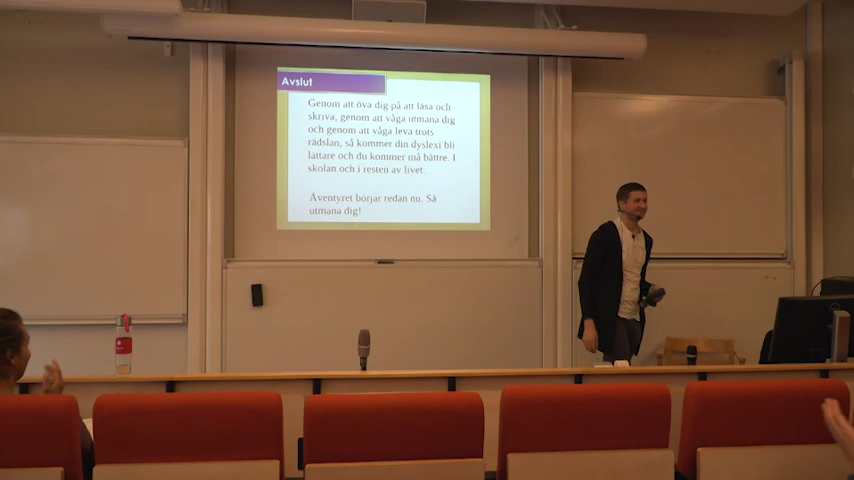 Avslut
Genom att öva dig på att läsa och
skriva, genom att våga utmana dig
och genom att våga leva trots
rädslan, så kommer din dyslexi bli
lättare och du kommer må bättre. I
skolan och i resten av livet.
Äventyret börjar redan nu. Så
utmana dig!